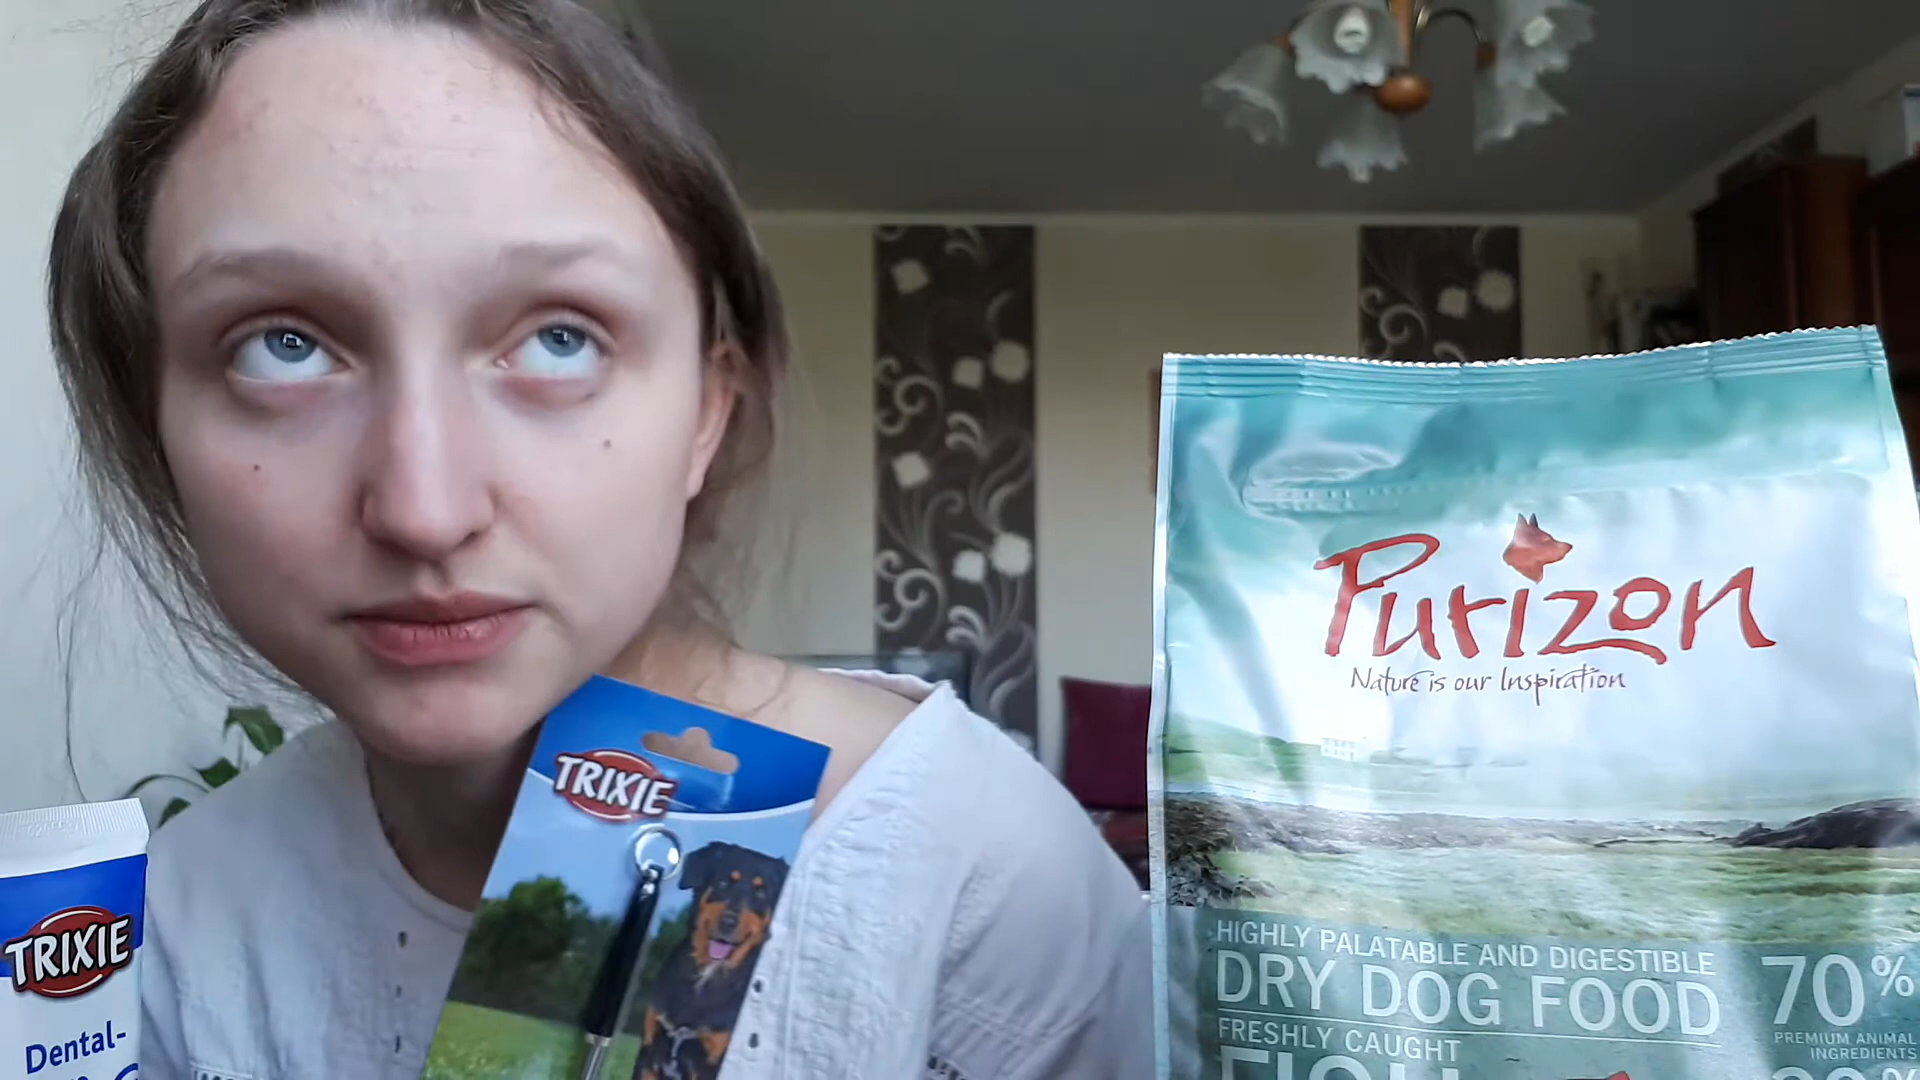 TRIXIE
Dental-
TRIXIE
Purizon
Nature is our Inspiration
HIGHLY PALATABLE AND DIGESTIBLE
DRY DOG FOOD
FRESHLY CAUGHT
FISH
70%
PREMIUM ANIMAL
INGREDIENTS